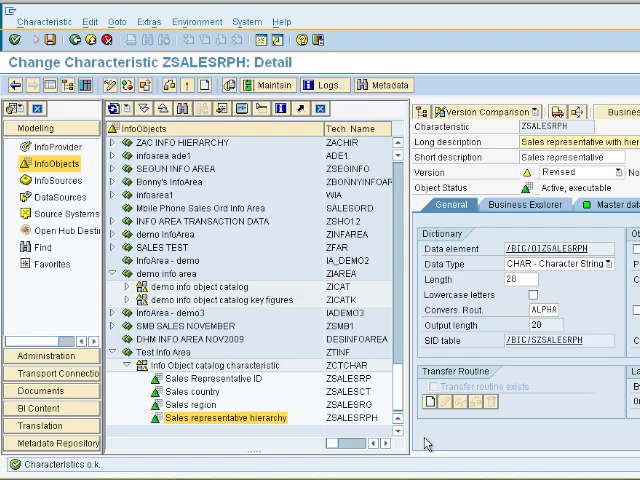 Characteristic Edit Goto Extras Environment System Help
Change Characteristic ZSALESRPH: Detail
Maintain Logs... Metadata
Modeling
InfoProvider
InfoObjects
InfoSources
DataSources
Source Systems
Open Hub Desti
Find
Favorites
Administration
Transport Connectio
Documents
BI Content
Translation
Metadata Repository
InfoObjects Tech. Name
ZAC INFO HIERARCHY ZACHIR
infoarea ade1 ADE1
SEGUN INFO AREA ZSEGINFO
Bonny's InfoArea ZBONNYINFOAR
infoarea1 WIA
Mbile Phone Sales Ord Info Area SALESORD
INFO AREA TRANSACTION DATA ZSHO12
demo InfoArea ZINFAREA
SALES TEST ZFAR
InfoArea - demo IA_DEMO2
demo info area ZIAREA
demo info object catalog ZICAT
demo info object catalog key figures ZICATK
InfoArea - demo3 IADEMO3
SMB SALES NOVEMBER ZSMB1
DHM INFO AREA NOV2009 DESINFOAREA
Test Info Area ZTINF
Info Object catalog characteristic ZCTCHAR
Sales Representative ID ZSALESRP
Sales country ZSALESCT
Sales region ZSALESRG
Sales representative hierarchy ZSALESRPH
Version Comparison Busines
Characteristic ZSALESRPH
Long description Sales representative with hier
Short description Sales representative
Version Revised No
Object Status Active, executable
General Business Explorer Master data
Dictionary
Data element /BIC/OIZSALESRPH
Data Type CHAR - Character String
Length 20
Lowercase letters
Convers. Rout. ALPHA
Output length 20
SID table /BIC/SZSALESRPH
Transfer Routine
Transfer routine exists
Characteristics o.k.